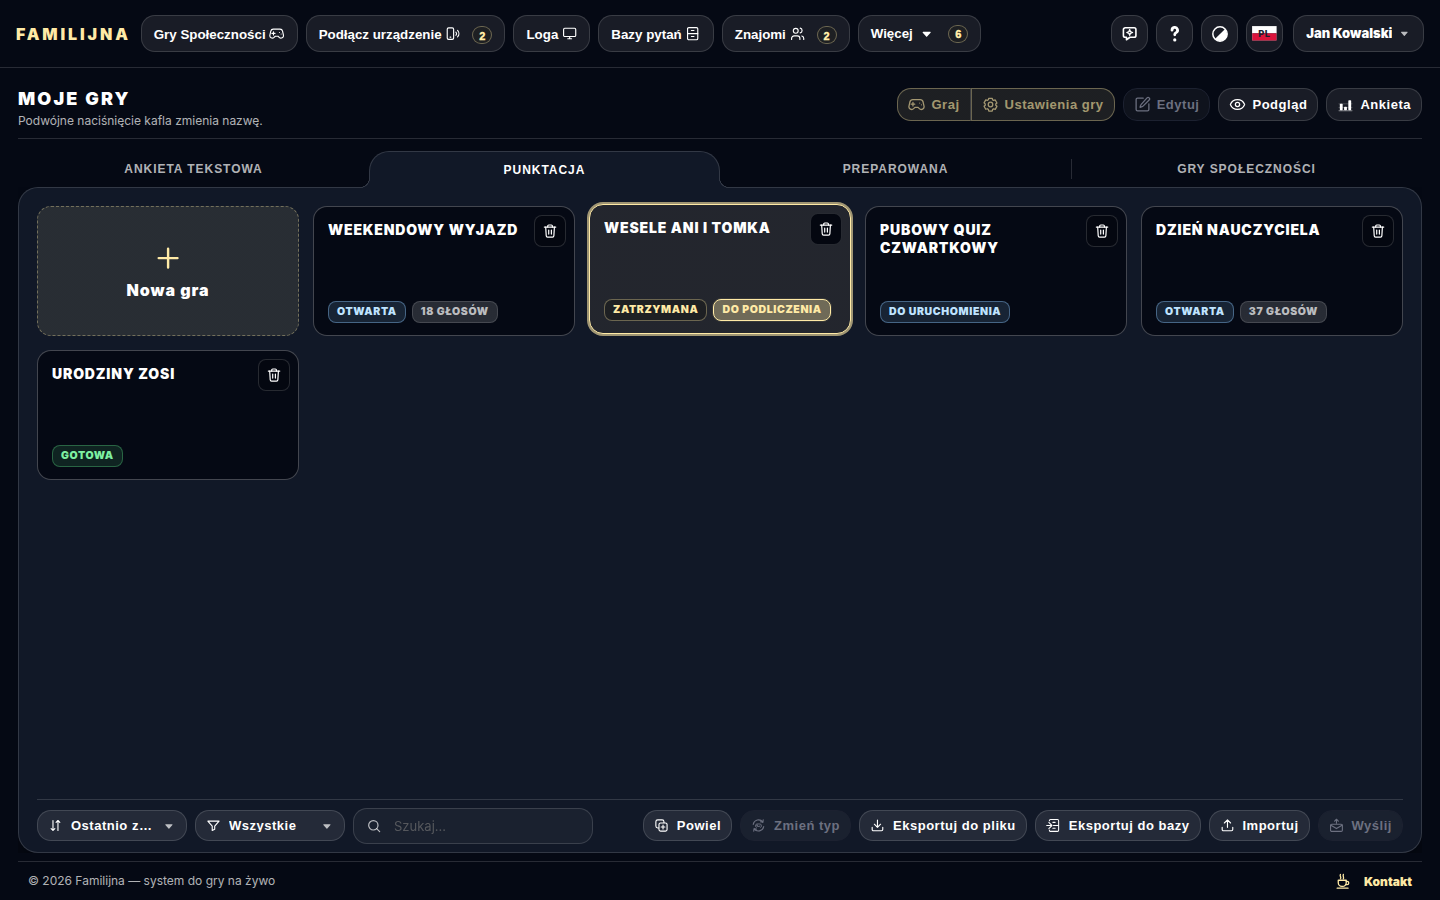 FAMILIJNA
Gry Społeczności
Podłącz urządzenie 2
Loga
Bazy pytań
Znajomi 2
Więcej 6
?
PL
Jan Kowalski
MOJE GRY
Podwójne naciśnięcie kafla zmienia nazwę.
Graj
Ustawienia gry
Edytuj
Podgląd
Ankieta
ANKIETA TEKSTOWA
PUNKTACJA
PREPAROWANA
GRY SPOŁECZNOŚCI
Nowa gra
WEEKENDOWY WYJAZD
OTWARTA
18 GŁOSÓW
WESELE ANI I TOMKA
ZATRZYMANA
DO PODLICZENIA
PUBOWY QUIZ
CZWARTKOWY
DO URUCHOMIENIA
DZIEŃ NAUCZYCIELA
OTWARTA
37 GŁOSÓW
URODZINY ZOSI
GOTOWA
Ostatnio z...
Wszystkie
Szukaj...
Powiel
Zmień typ
Eksportuj do pliku
Eksportuj do bazy
Importuj
Wyślij
© 2026 Familijna — system do gry na żywo
Kontakt